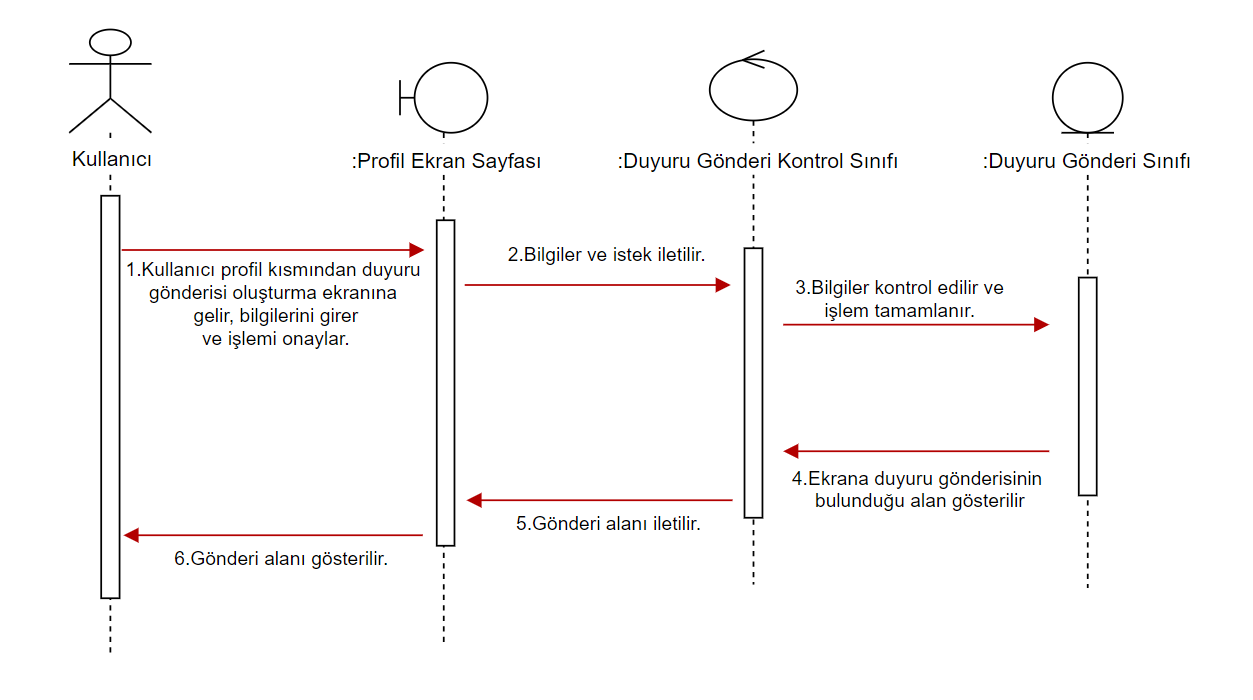 Kullanıcı
:Profil Ekran Sayfası
:Duyuru Gönderi Kontrol Sınıfı
:Duyuru Gönderi Sınıfı
1.Kullanıcı profil kısmından duyuru
gönderisi oluşturma ekranına
gelir, bilgilerini girer
ve işlemi onaylar.
2.Bilgiler ve istek iletilir.
3.Bilgiler kontrol edilir ve
işlem tamamlanır.
4.Ekrana duyuru gönderisinin
bulunduğu alan gösterilir
5.Gönderi alanı iletilir.
6.Gönderi alanı gösterilir.